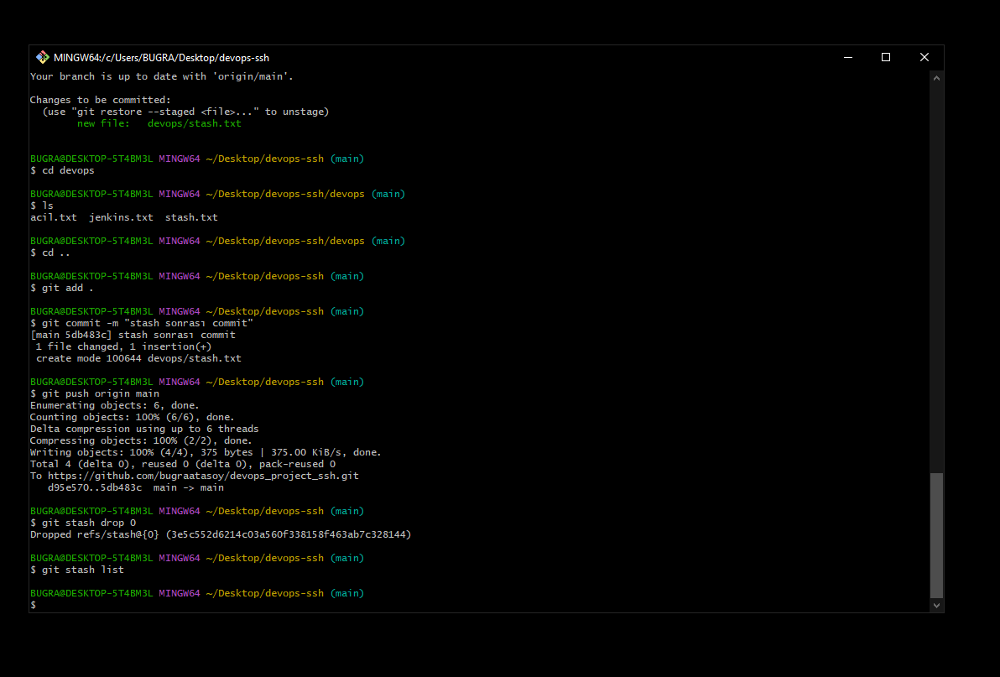 MINGW64:/c/Users/BUGRA/Desktop/devops-ssh
Your branch is up to date with 'origin/main'.
Changes to be committed:
  (use "git restore --staged <file>..." to unstage)
        new file:   devops/stash.txt
BUGRA@DESKTOP-5T4BM3L MINGW64 ~/Desktop/devops-ssh (main)
$ cd devops
BUGRA@DESKTOP-5T4BM3L MINGW64 ~/Desktop/devops-ssh/devops (main)
$ ls
acil.txt  jenkins.txt  stash.txt
BUGRA@DESKTOP-5T4BM3L MINGW64 ~/Desktop/devops-ssh/devops (main)
$ cd ..
BUGRA@DESKTOP-5T4BM3L MINGW64 ~/Desktop/devops-ssh (main)
$ git add .
BUGRA@DESKTOP-5T4BM3L MINGW64 ~/Desktop/devops-ssh (main)
$ git commit -m "stash sonrası commit"
[main 5db483c] stash sonrası commit
 1 file changed, 1 insertion(+)
 create mode 100644 devops/stash.txt
BUGRA@DESKTOP-5T4BM3L MINGW64 ~/Desktop/devops-ssh (main)
$ git push origin main
Enumerating objects: 6, done.
Counting objects: 100% (6/6), done.
Delta compression using up to 6 threads
Compressing objects: 100% (2/2), done.
Writing objects: 100% (4/4), 375 bytes | 375.00 KiB/s, done.
Total 4 (delta 0), reused 0 (delta 0), pack-reused 0
To https://github.com/bugraatasoy/devops_project_ssh.git
   d95e570..5db483c  main -> main
BUGRA@DESKTOP-5T4BM3L MINGW64 ~/Desktop/devops-ssh (main)
$ git stash drop 0
Dropped refs/stash@{0} (3e5c552d6214c03a560f338158f463ab7c328144)
BUGRA@DESKTOP-5T4BM3L MINGW64 ~/Desktop/devops-ssh (main)
$ git stash list
BUGRA@DESKTOP-5T4BM3L MINGW64 ~/Desktop/devops-ssh (main)
$